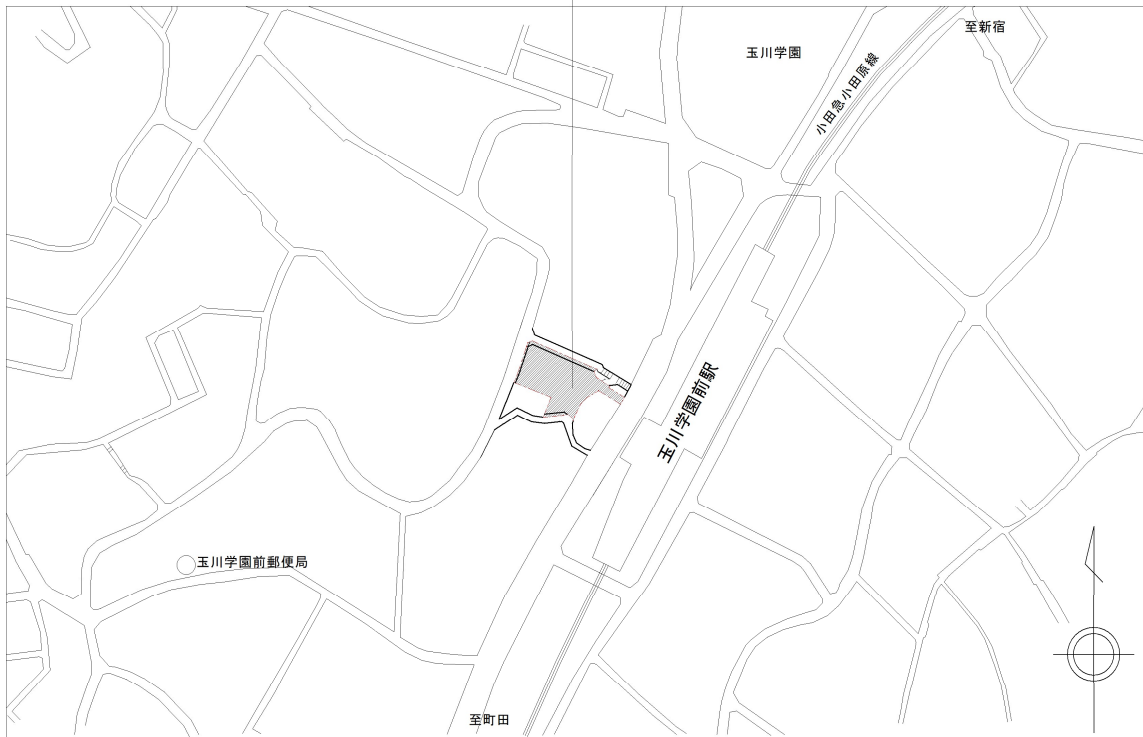 至新宿
玉川学園
小田急小田原線
玉川学園前駅
玉川学園前郵便局
至町田